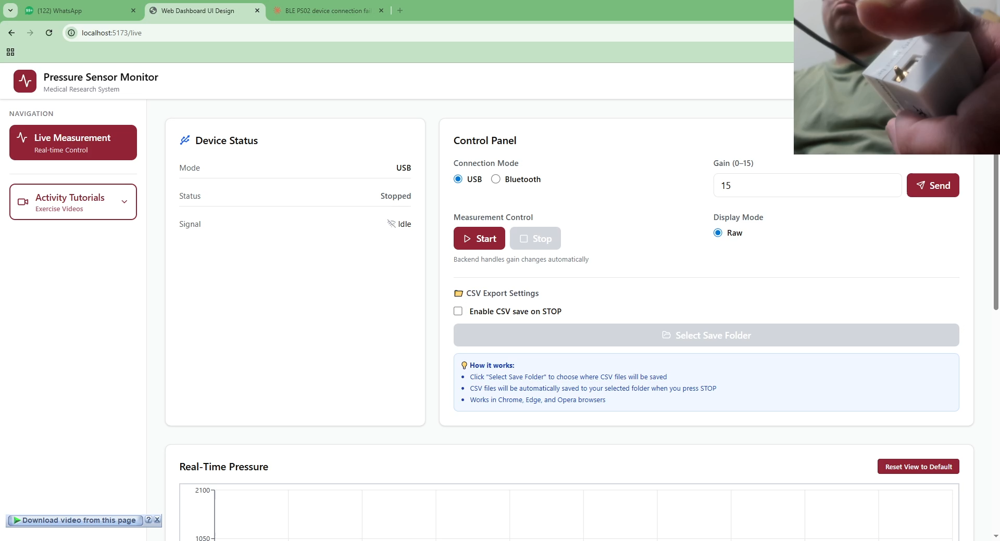 (122) WhatsApp
Web Dashboard UI Design
BLE PS02 device connection fai
localhost:5173/live
Pressure Sensor Monitor
Medical Research System
NAVIGATION
Live Measurement
Real-time Control
Activity Tutorials
Exercise Videos
Device Status
Mode
USB
Status
Stopped
Signal
Idle
Control Panel
Connection Mode
USB
Bluetooth
Gain (0–15)
15
Send
Measurement Control
Start
Stop
Backend handles gain changes automatically
Display Mode
Raw
CSV Export Settings
Enable CSV save on STOP
Select Save Folder
How it works:
Click "Select Save Folder" to choose where CSV files will be saved
CSV files will be automatically saved to your selected folder when you press STOP
Works in Chrome, Edge, and Opera browsers
Real-Time Pressure
Reset View to Default
2100
1050
Download video from this page
? X